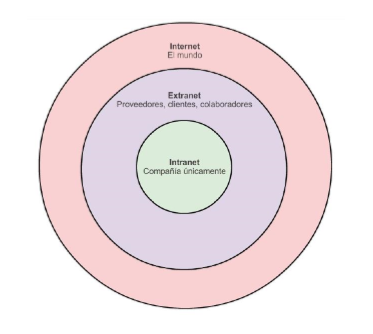 Internet
El mundo
Extranet
Proveedores, clientes, colaboradores
Intranet
Compañía únicamente